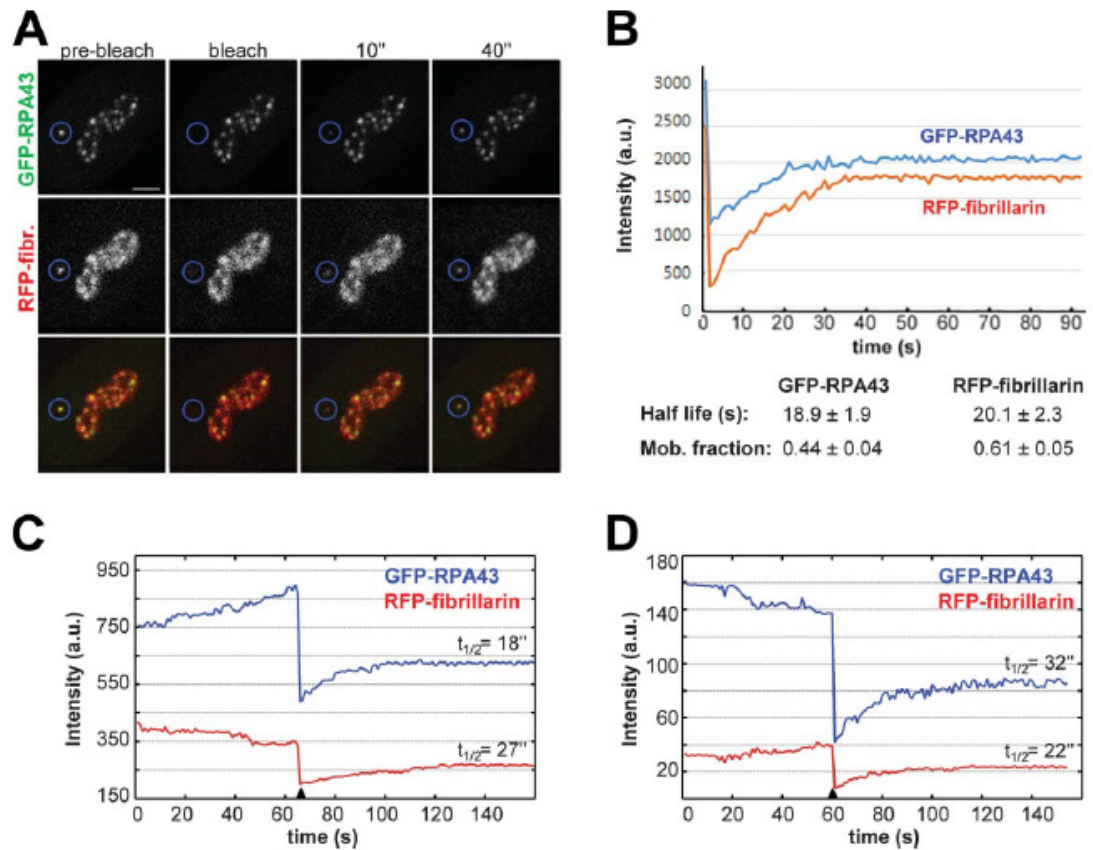 A
pre-bleach bleach 10" 40"
GFP-RPA43
RFP-fibr.
B
Intensity (a.u.)
3000
2500
2000
1500
1000
500
0
GFP-RPA43
RFP-fibrillarin
0 10 20 30 40 50 60 70 80 90
time (s)
GFP-RPA43 RFP-fibrillarin
Half life (s): 18.9 ± 1.9 20.1 ± 2.3
Mob. fraction: 0.44 ± 0.04 0.61 ± 0.05
C
Intensity (a.u.)
950
750
550
350
150
GFP-RPA43
RFP-fibrillarin
t1/2= 18"
t1/2= 27"
0 20 40 60 80 100 120 140
time (s)
D
Intensity (a.u.)
180
140
100
60
20
GFP-RPA43
RFP-fibrillarin
t1/2= 32"
t1/2= 22"
0 20 40 60 80 100 120 140
time (s)